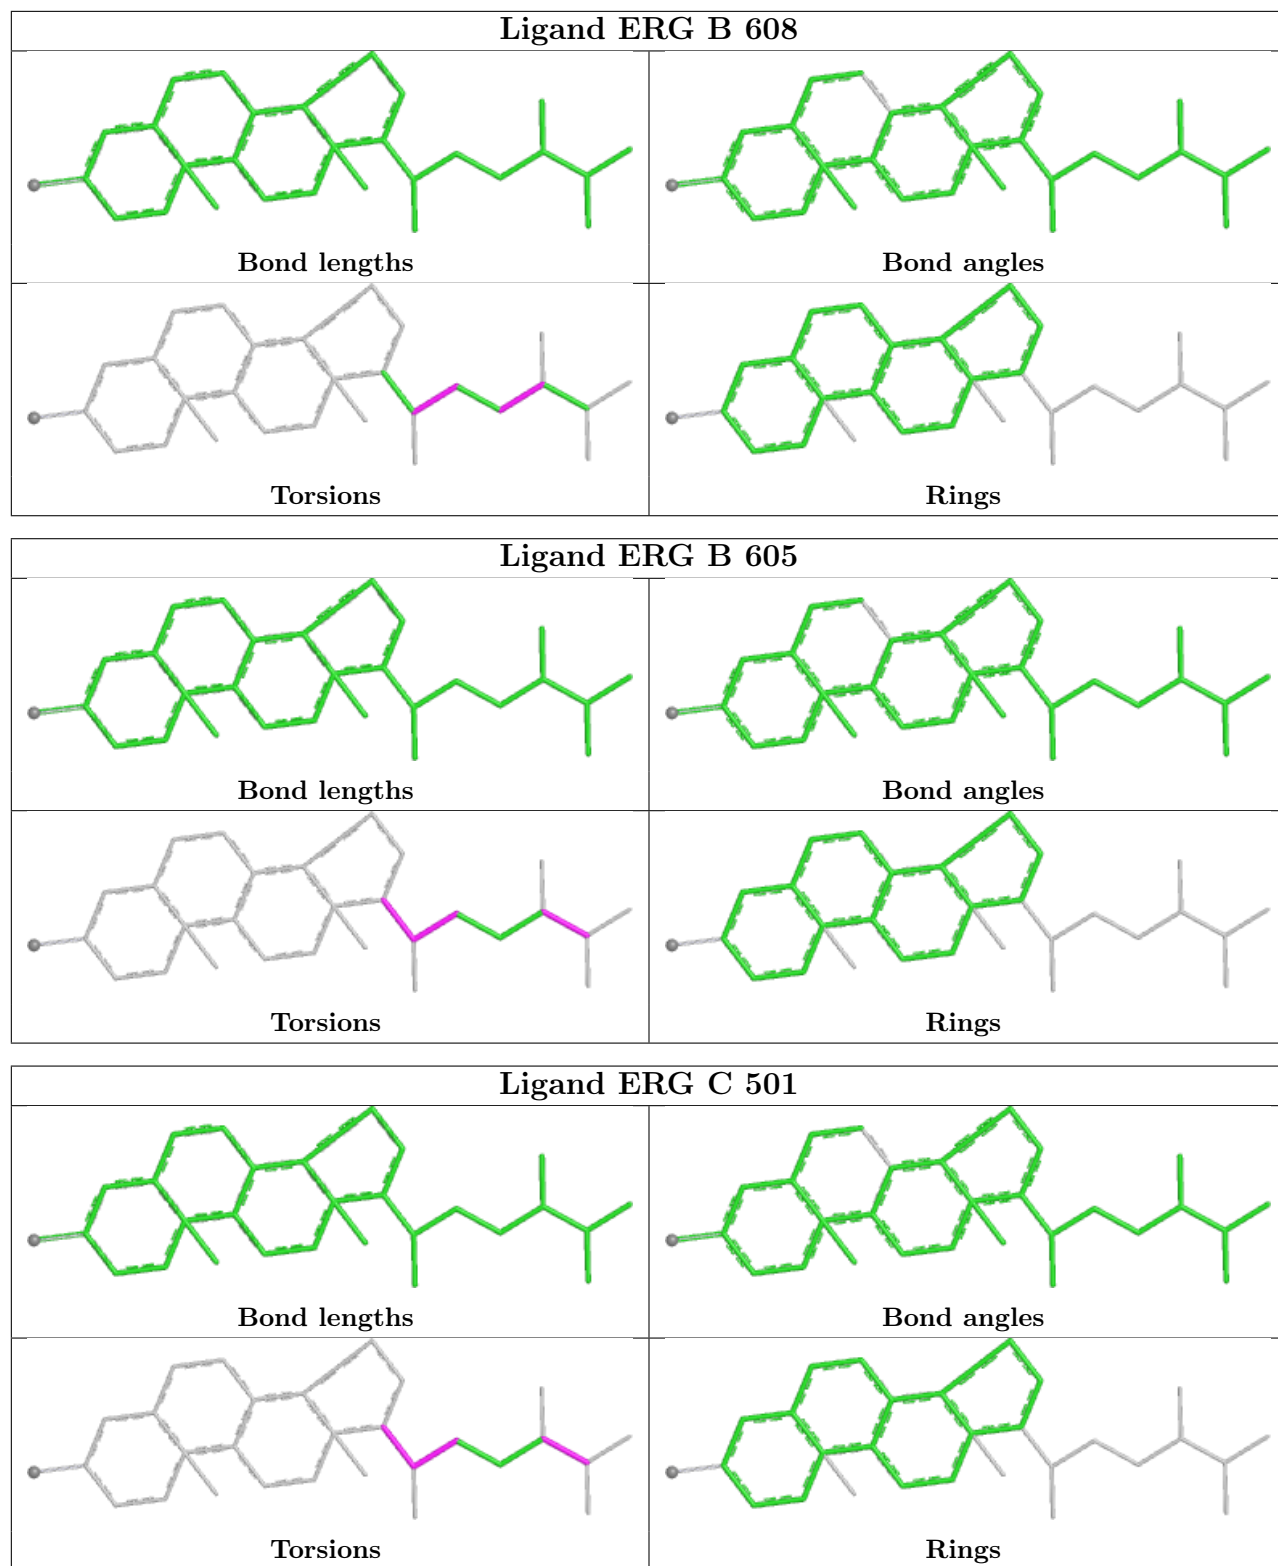 Ligand ERG B 608
Bond lengths
Bond angles
Torsions
Rings
Ligand ERG B 605
Bond lengths
Bond angles
Torsions
Rings
Ligand ERG C 501
Bond lengths
Bond angles
Torsions
Rings